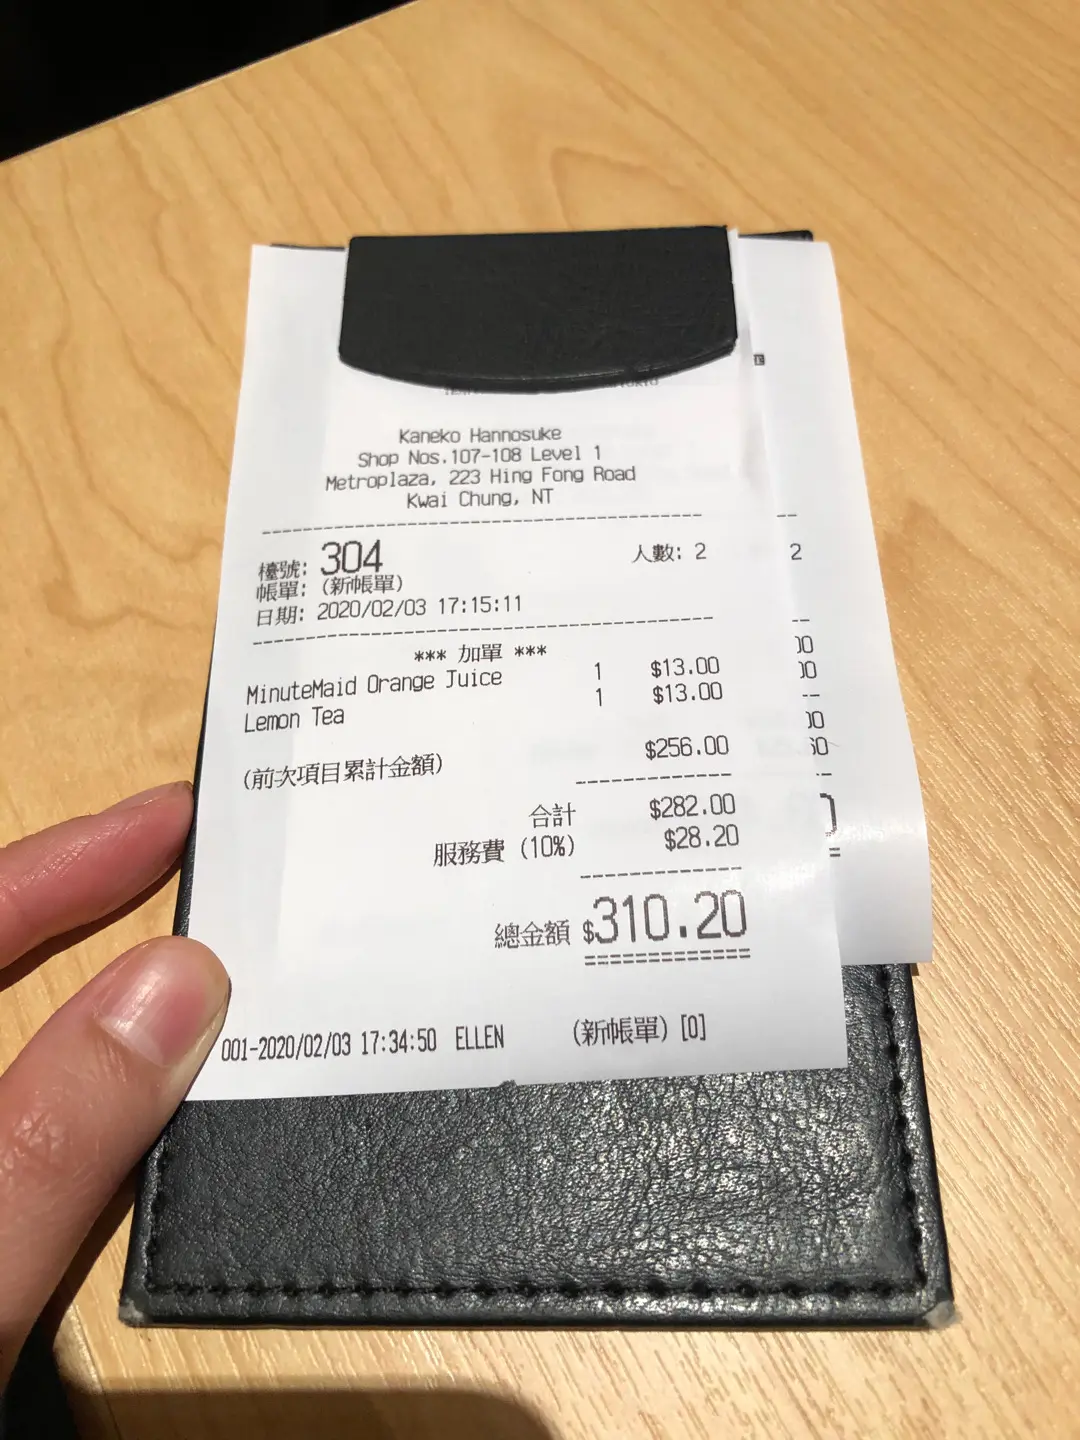 Kaneko Hannosuke
Shop Nos.107-108 Level 1
Metroplaza, 223 Hing Fong Road
Kwai Chung, NT
檯號: 304 人數: 2
帳單: (新帳單)
日期: 2020/02/03 17:15:11
*** 加單 ***
MinuteMaid Orange Juice 1 $13.00
Lemon Tea 1 $13.00
(前次項目累計金額) $256.00
合計 $282.00
服務費 (10%) $28.20
總金額 $310.20
001-2020/02/03 17:34:50 ELLEN (新帳單) [0]
2